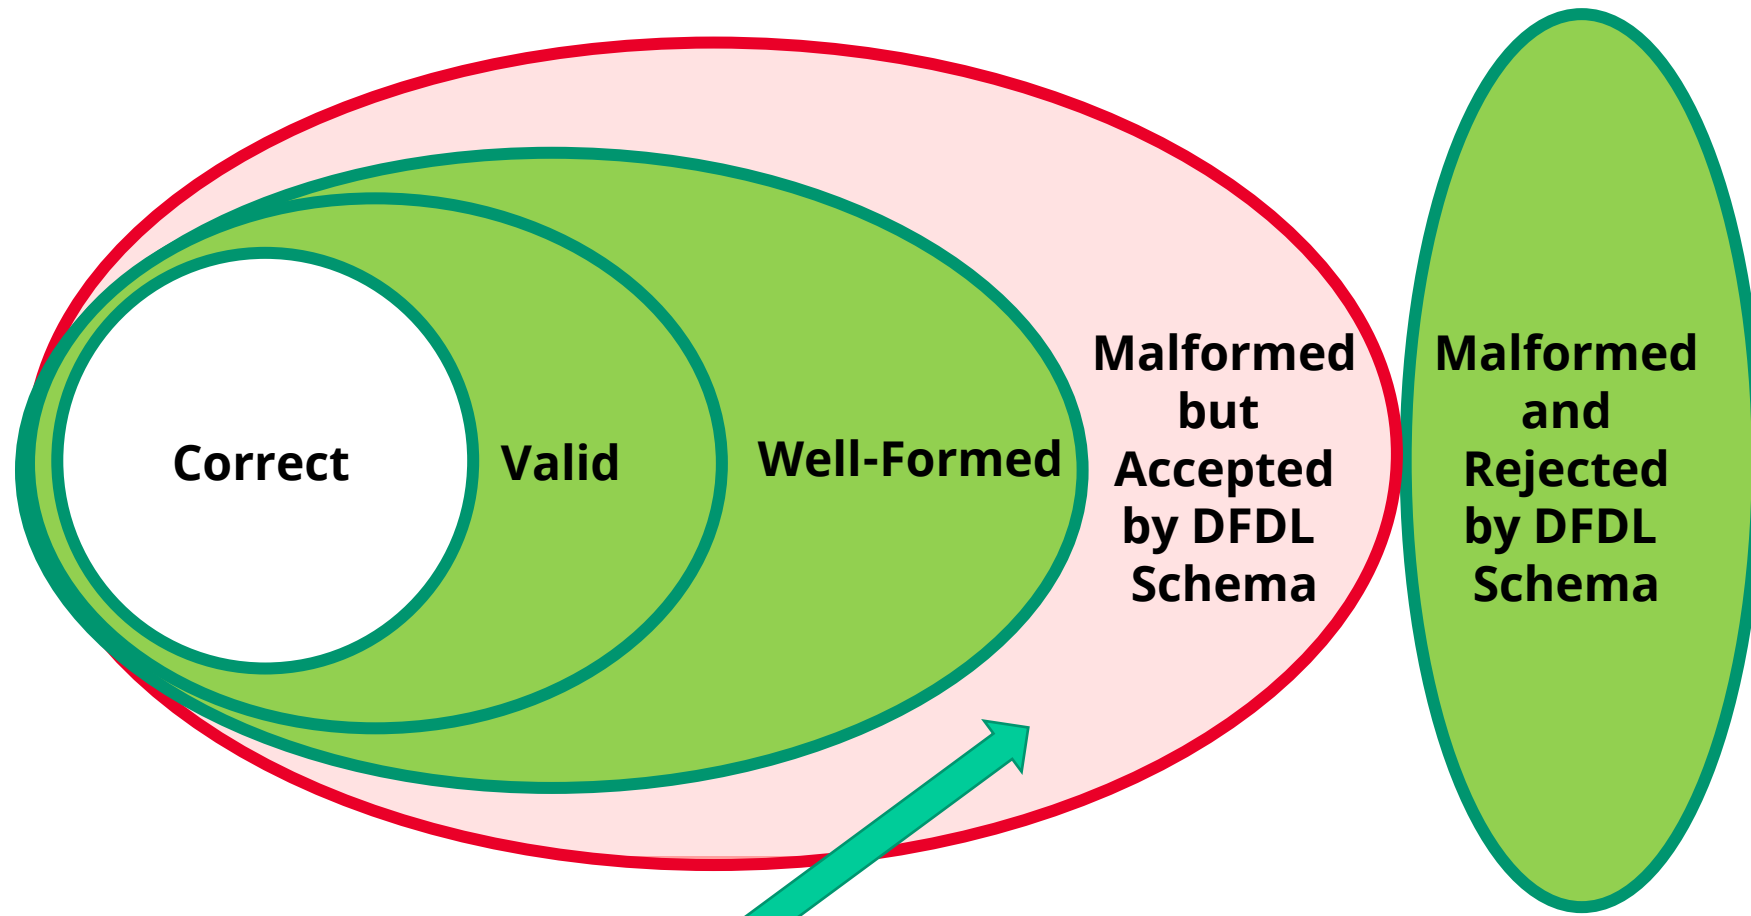 Correct
Valid
Well-Formed
Malformed
but
Accepted
by DFDL
Schema
Malformed
and
Rejected
by DFDL
Schema